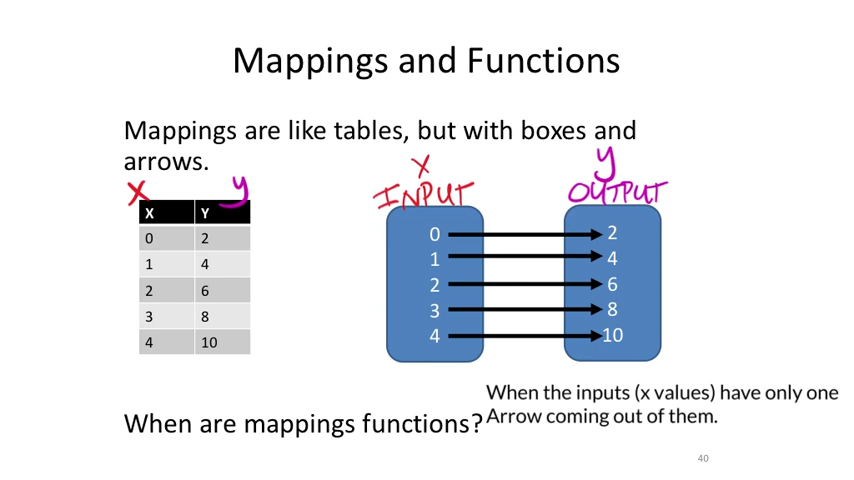 Mappings and Functions
Mappings are like tables, but with boxes and
arrows.
x y
X Y
0 2
1 4
2 6
3 8
4 10
x y
INPUT OUTPUT
0 2
1 4
2 6
3 8
4 10
When are mappings functions?
When the inputs (x values) have only one
Arrow coming out of them.
40